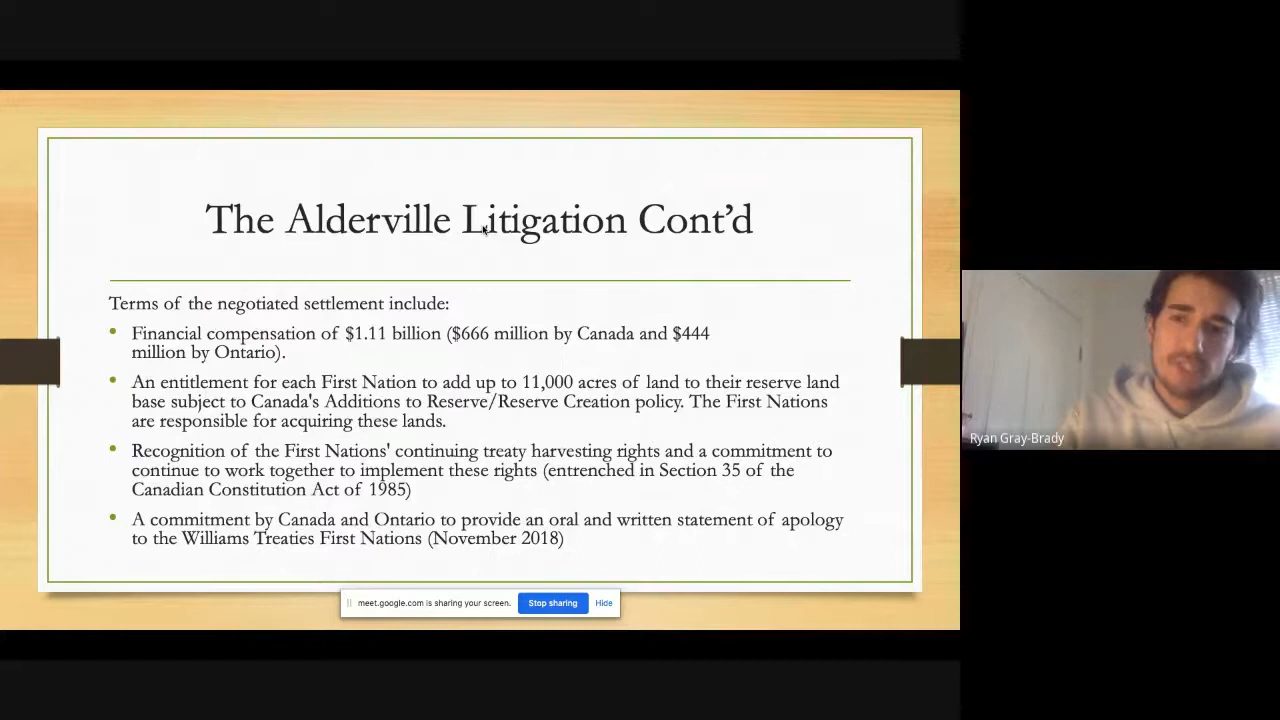 The Alderville Litigation Cont’d
Terms of the negotiated settlement include:
• Financial compensation of $1.11 billion ($666 million by Canada and $444
million by Ontario).
• An entitlement for each First Nation to add up to 11,000 acres of land to their reserve land
base subject to Canada's Additions to Reserve/Reserve Creation policy. The First Nations
are responsible for acquiring these lands.
• Recognition of the First Nations' continuing treaty harvesting rights and a commitment to
continue to work together to implement these rights (entrenched in Section 35 of the
Canadian Constitution Act of 1985)
• A commitment by Canada and Ontario to provide an oral and written statement of apology
to the Williams Treaties First Nations (November 2018)
meet.google.com is sharing your screen. Stop sharing Hide
Ryan Gray-Brady